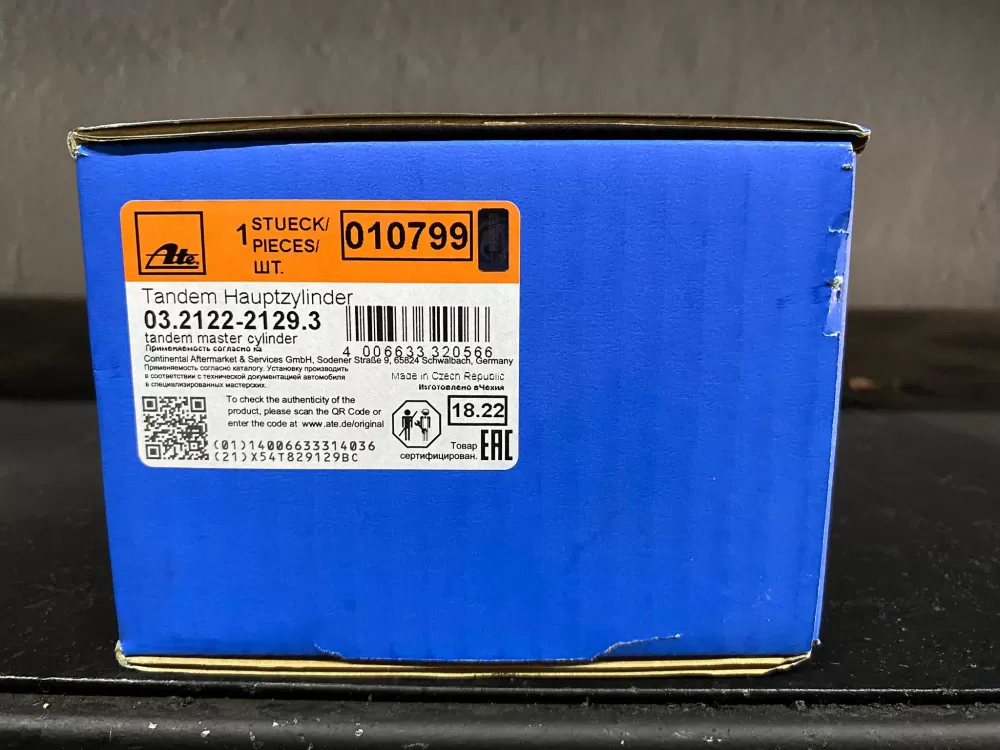 Ate
1 STUECK/
PIECES/
ШТ.
010799
Tandem Hauptzylinder
03.2122-2129.3
tandem master cylinder
4 006633 320566
Применяемость согласно ка
Continental Aftermarket & Services GmbH, Sodener Straße 9, 65824 Schwalbach, Germany
Применяемость согласно каталогу. Установку производить
в соответствии с технической документацией автомобиля
в специализированных мастерских.
Made in Czech Republic
Изготовлено вЧехия
To check the authenticity of the
product, please scan the QR Code or
enter the code at www.ate.de/original
18.22
(01)14006633314036
(21)X54T829129BC
Товар
сертифицирован.
EAC